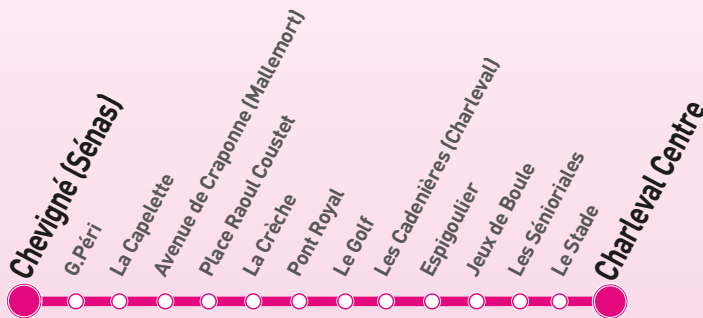 Chevigné (Sénas)
G.Péri
La Capelette
Avenue de Craponne (Mallemort)
Place Raoul Coustet
La Crèche
Pont Royal
Le Golf
Les Cadenières (Charleval)
Espigoulier
Jeux de Boule
Les Sénioriales
Le Stade
Charleval Centre